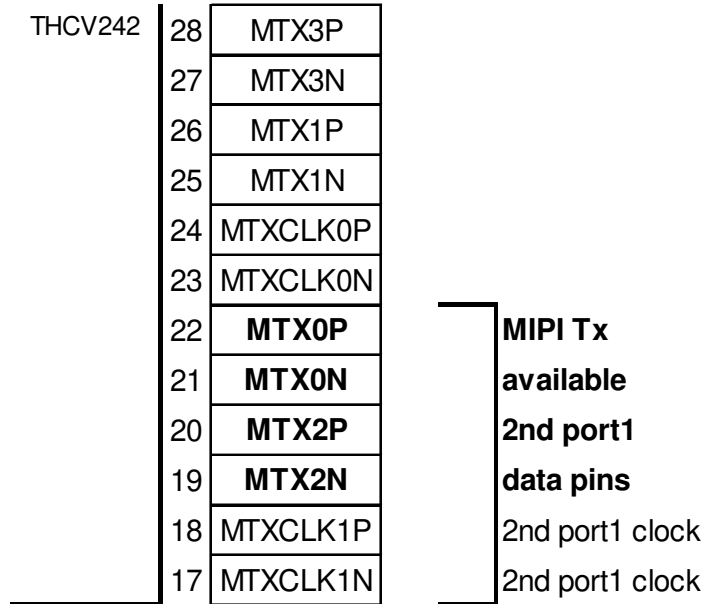 THCV242 28 MTX3P
27 MTX3N
26 MTX1P
25 MTX1N
24 MTXCLK0P
23 MTXCLK0N
22 MTX0P MIPI Tx
21 MTX0N available
20 MTX2P 2nd port1
19 MTX2N data pins
18 MTXCLK1P 2nd port1 clock
17 MTXCLK1N 2nd port1 clock